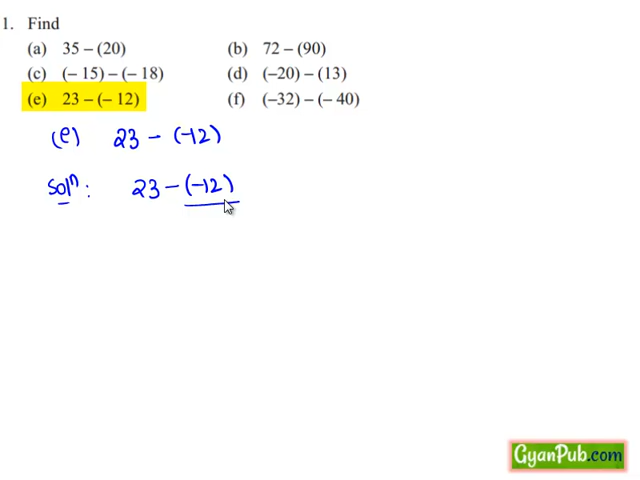 1. Find
(a) 35 – (20) (b) 72 – (90)
(c) (– 15) – (– 18) (d) (–20) – (13)
(e) 23 – (– 12) (f) (–32) – (– 40)
(e) 23 – (–12)
Solⁿ: 23 – (–12)
GyanPub.com